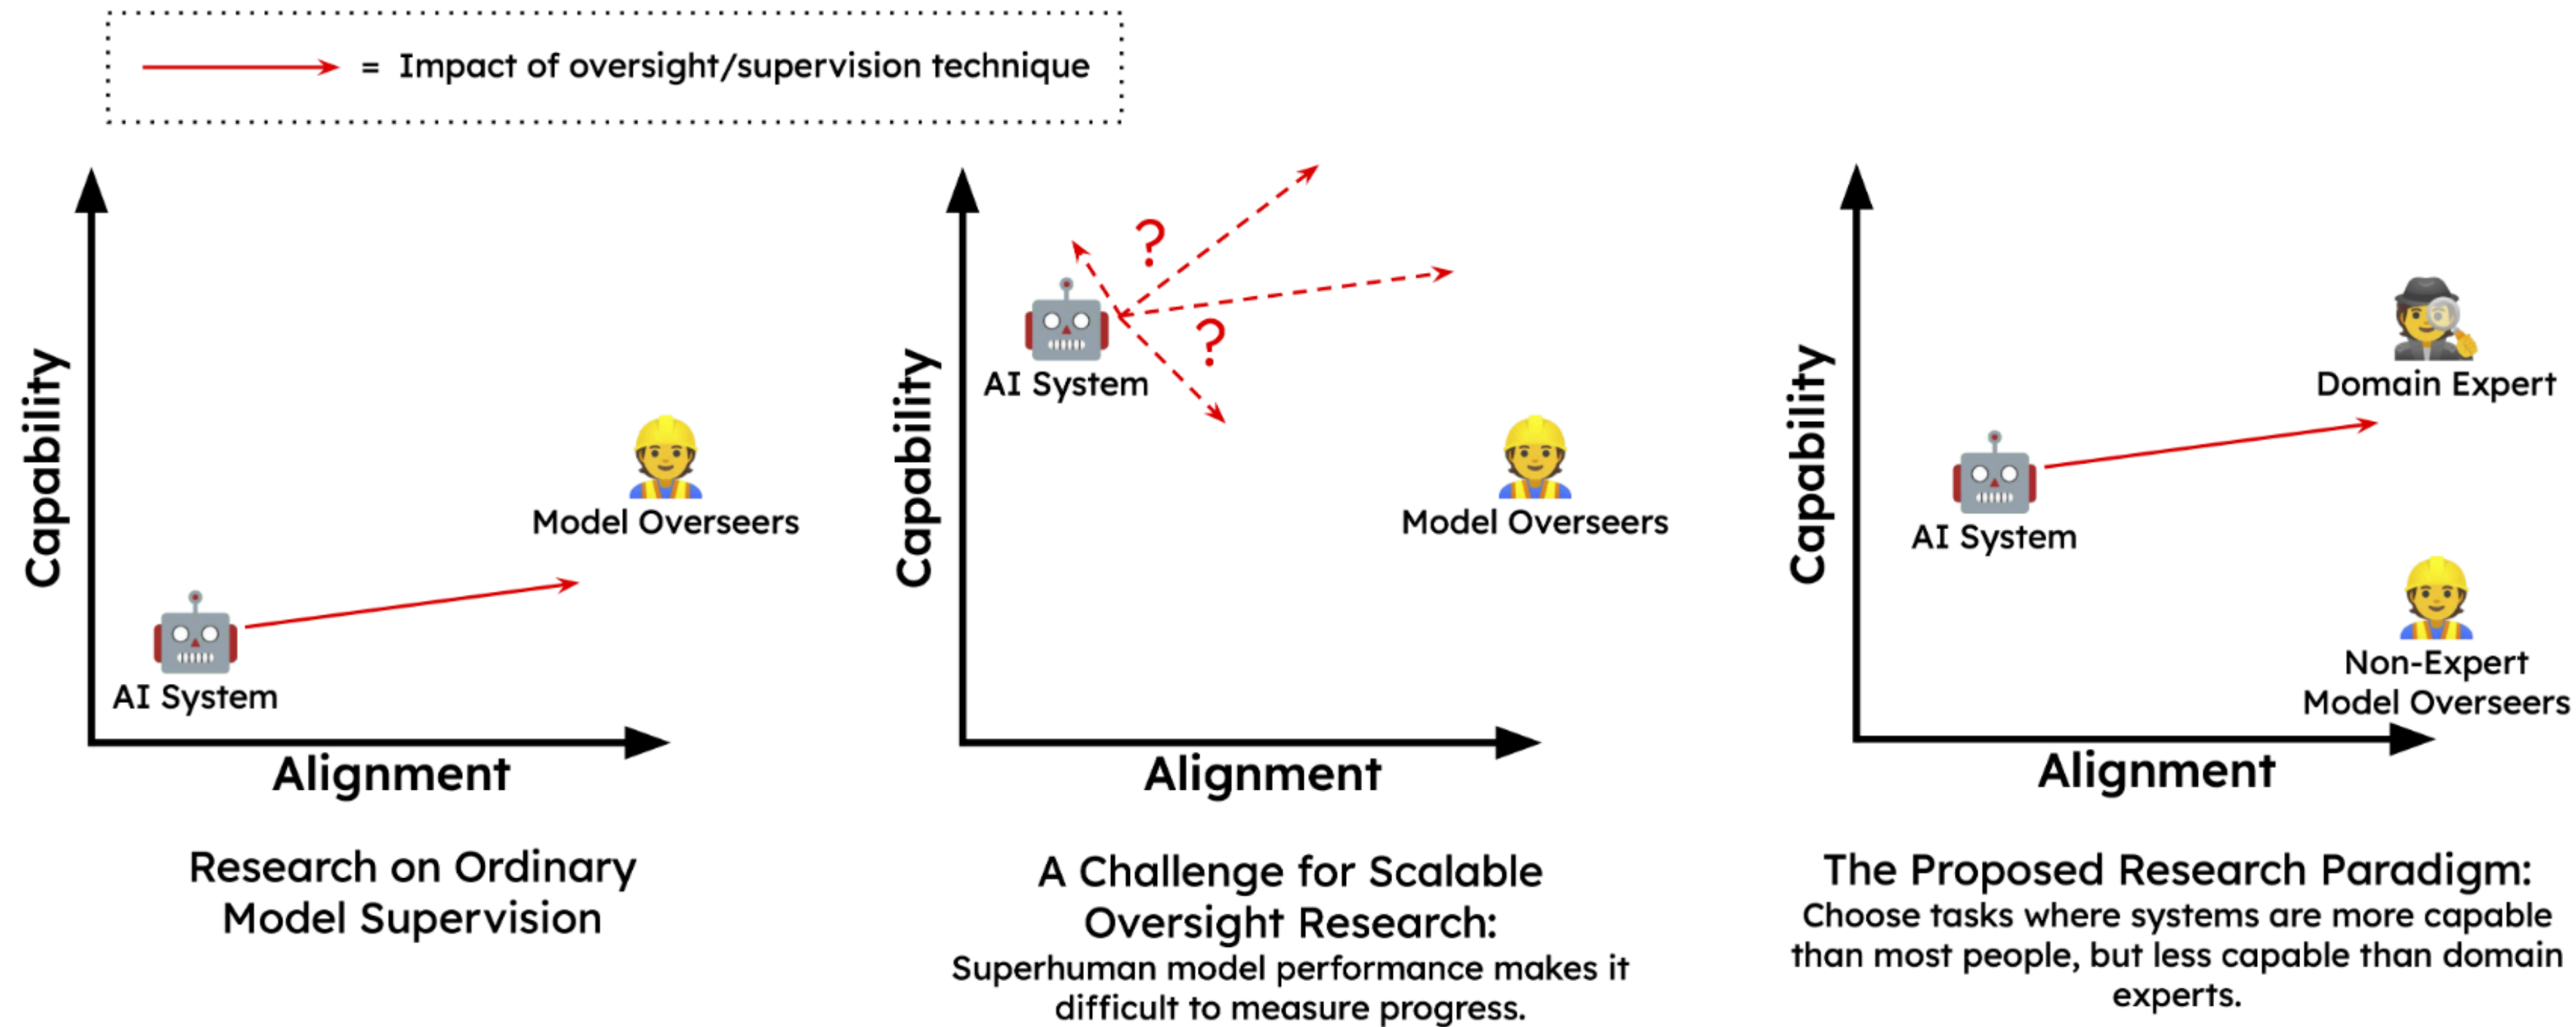 = Impact of oversight/supervision technique
Capability
AI System
Model Overseers
Alignment
Research on Ordinary
Model Supervision
Capability
?
?
AI System
Model Overseers
Alignment
A Challenge for Scalable
Oversight Research:
Superhuman model performance makes it
difficult to measure progress.
Capability
Domain Expert
AI System
Non-Expert
Model Overseers
Alignment
The Proposed Research Paradigm:
Choose tasks where systems are more capable
than most people, but less capable than domain
experts.